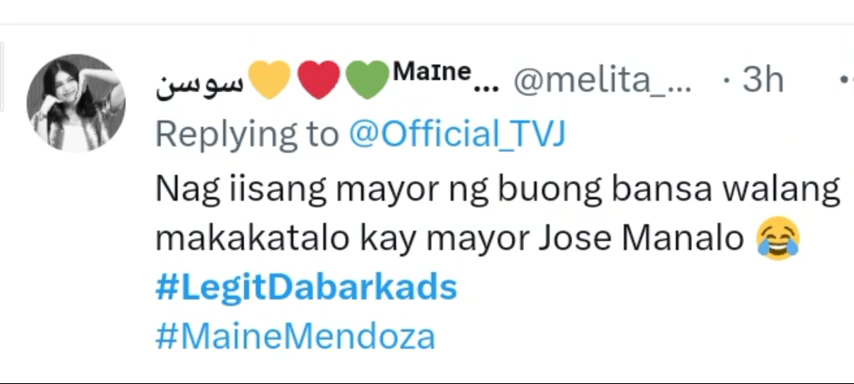 سوسن💛❤️💚ᴹᵃɪⁿᵉ... @melita_... · 3h
Replying to @Official_TVJ
Nag iisang mayor ng buong bansa walang
makakatalo kay mayor Jose Manalo 😂
#LegitDabarkads
#MaineMendoza